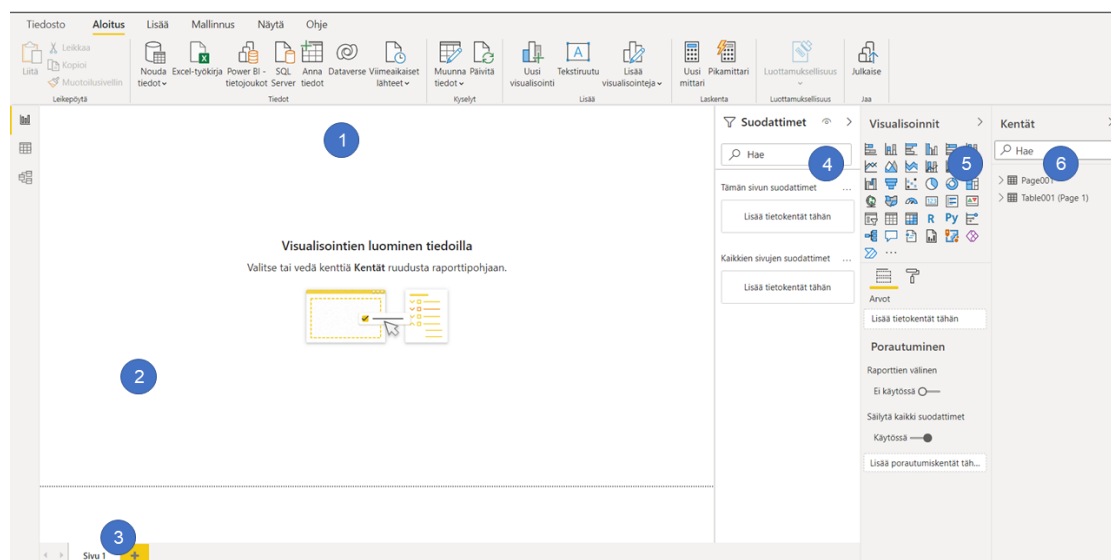 Tiedosto Aloitus Lisää Mallinnus Näytä Ohje
Liitä
Leikkaa
Kopioi
Muotoilusivellin
Leikepöytä
Nouda tiedot
Excel-työkirja
Power BI - tietojoukot
SQL Server
Anna tiedot
Dataverse
Viimeaikaiset lähteet
Tiedot
Muunna tiedot
Päivitä
Kyselyt
Uusi visualisointi
Tekstiruutu
Lisää visualisointeja
Lisää
Uusi mittari
Pikamittari
Laskenta
Luottamuksellisuus
Luottamuksellisuus
Julkaise
Jaa
1
Visualisointien luominen tiedoilla
Valitse tai vedä kenttiä Kentät ruudusta raporttipohjaan.
2
3
Sivu 1
+
Suodattimet
Hae
4
Tämän sivun suodattimet ...
Lisää tietokentät tähän
Kaikkien sivujen suodattimet ...
Lisää tietokentät tähän
Visualisoinnit
5
R Py
...
Arvot
Lisää tietokentät tähän
Porautuminen
Raporttien välinen
Ei käytössä
Säilytä kaikki suodattimet
Käytössä
Lisää porautumiskentät täh...
Kentät
Hae
6
Page001
Table001 (Page 1)